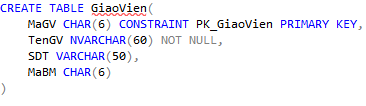 CREATE TABLE GiaoVien(
MaGV CHAR(6) CONSTRAINT PK_GiaoVien PRIMARY KEY,
TenGV NVARCHAR(60) NOT NULL,
SDT VARCHAR(50),
MaBM CHAR(6)
)